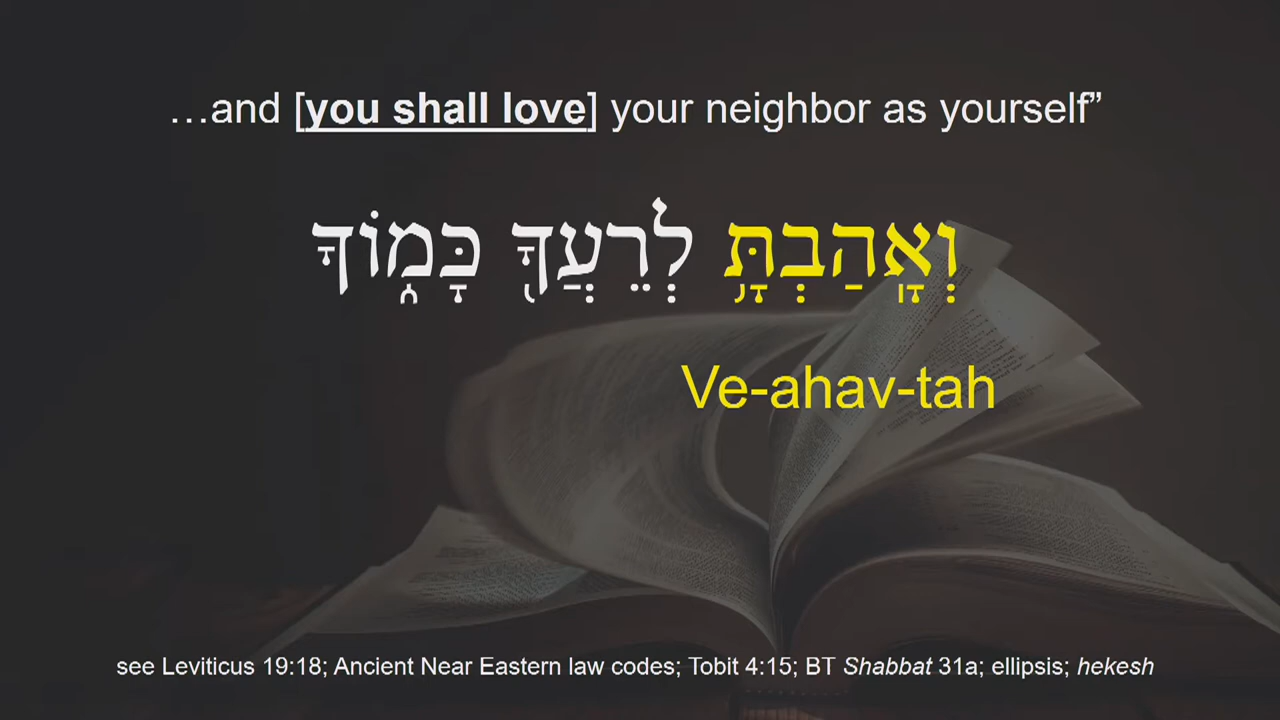 …and [you shall love] your neighbor as yourself”
וְאָֽהַבְתָּ֥ לְרֵעֲךָ֖ כָּמ֑וֹךָ
Ve-ahav-tah
see Leviticus 19:18; Ancient Near Eastern law codes; Tobit 4:15; BT Shabbat 31a; ellipsis; hekesh